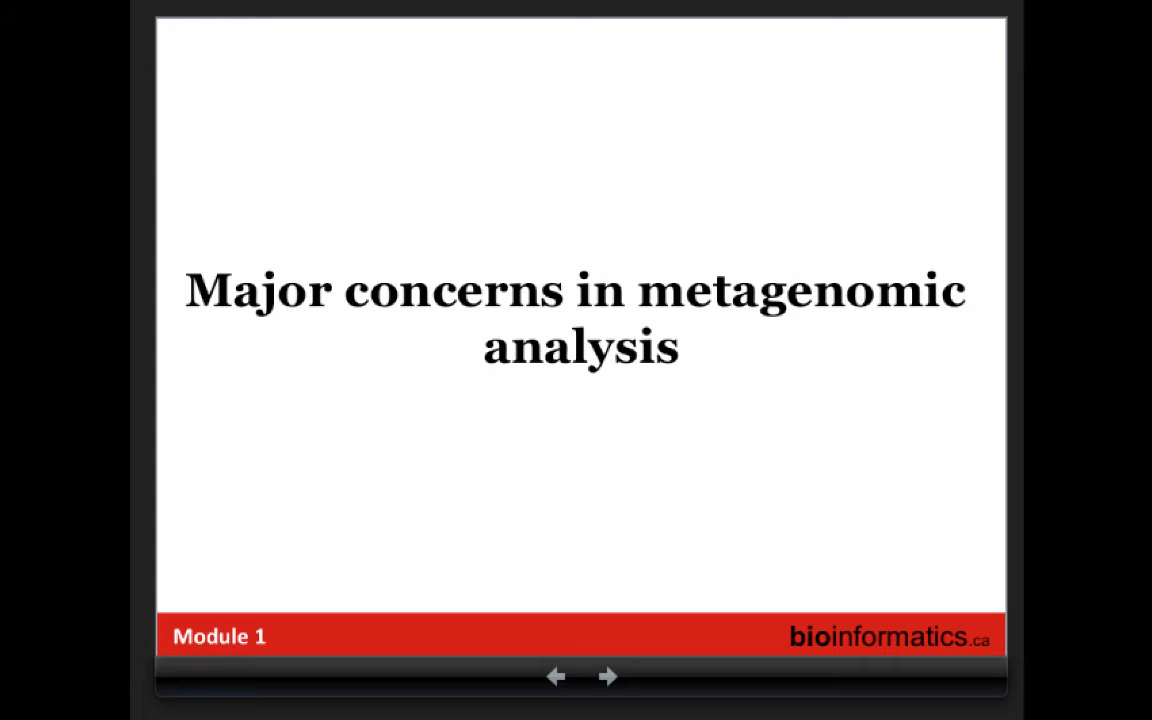 Major concerns in metagenomic
analysis
Module 1
bioinformatics.ca